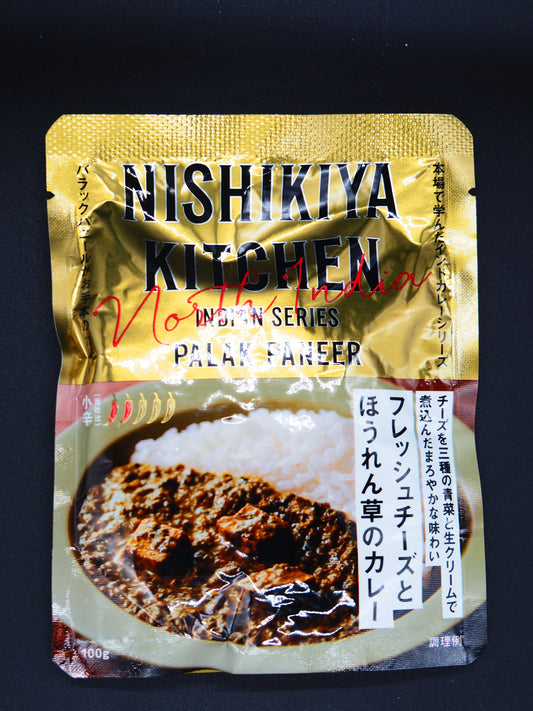 NISHIKIYA
KITCHEN
North India
INDIAN SERIES
PALAK PANEER
本場で学んだインドカレーシリーズ
小辛
チーズを三種の青菜と生クリームで
煮込んだまろやかな味わい
フレッシュチーズと
ほうれん草のカレー
100g
調理例